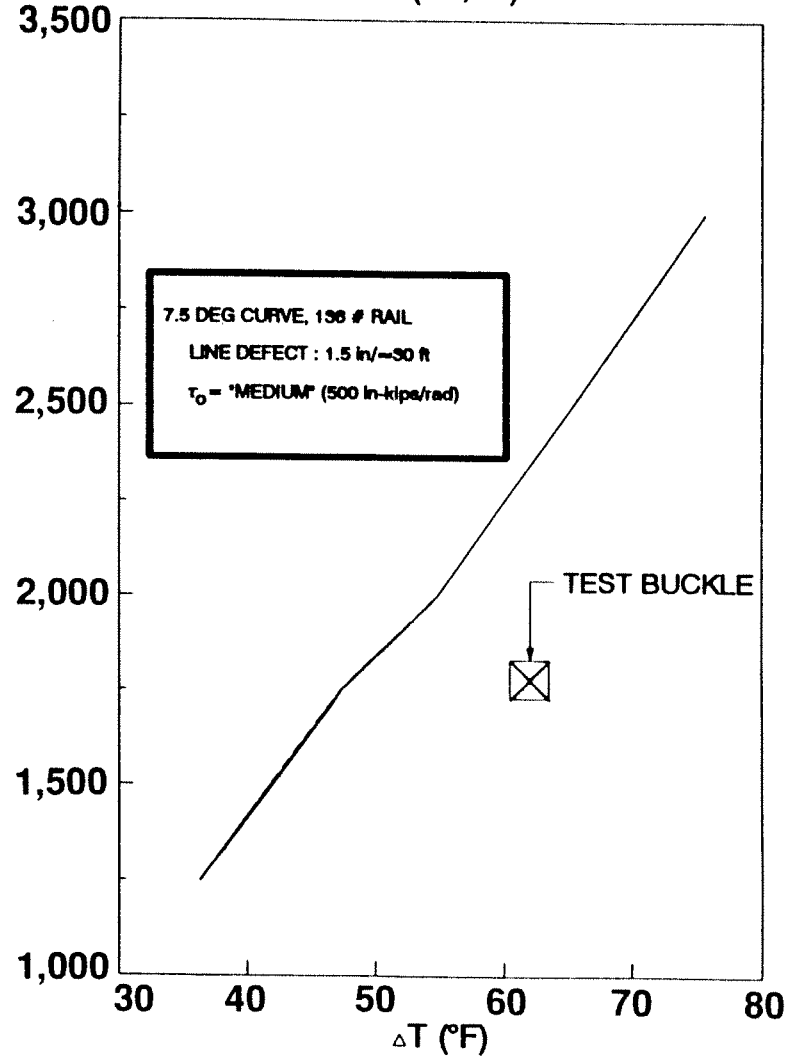 3,500
3,000
2,500
2,000
1,500
1,000
7.5 DEG CURVE, 136 # RAIL
LINE DEFECT : 1.5 in/~30 ft
τo = "MEDIUM" (500 in-kips/rad)
TEST BUCKLE
30 40 50 60 70 80
△T (°F)